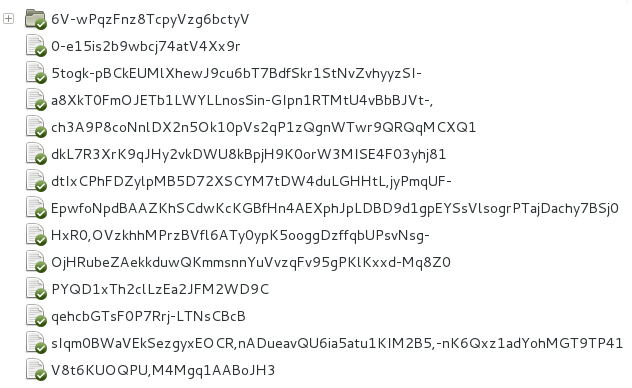 6V-wPqzFnz8TcpyVzg6bctyV
0-e15is2b9wbcj74atV4Xx9r
5togk-pBCkEUMlXhewJ9cu6bT7BdfSkr1StNvZvhyyzSI-
a8XkT0FmOJETb1LWYLLnosSin-GIpn1RTMtU4vBbBJVt-,
ch3A9P8coNnlDX2n5Ok10pVs2qP1zQgnWTwr9QRQqMCXQ1
dkL7R3XrK9qJHy2vkDWU8kBpjH9K0orW3MISE4F03yhj81
dtIxCPhFDZylpMB5D72XSCYM7tDW4duLGHHtL,jyPmqUF-
EpwfoNpdBAAZKhSCdwKcKGBfHn4AEXphJpLDBD9d1gpEYSsVlsogrPTajDachy7BSj0
HxR0,OVzkhhMPrzBVfl6ATy0ypK5ooggDzffqbUPsvNsg-
OjHRubeZAekkduwQKmmsnnYuVvzqFv95gPKlKxxd-Mq8Z0
PYQD1xTh2clLzEa2JFM2WD9C
qehcbGTsF0P7Rrj-LTNsCBcB
sIqm0BWaVEkSezgyxEOCR,nADueavQU6ia5atu1KIM2B5,-nK6Qxz1adYohMGT9TP41
V8t6KUOQPU,M4Mgq1AABoJH3